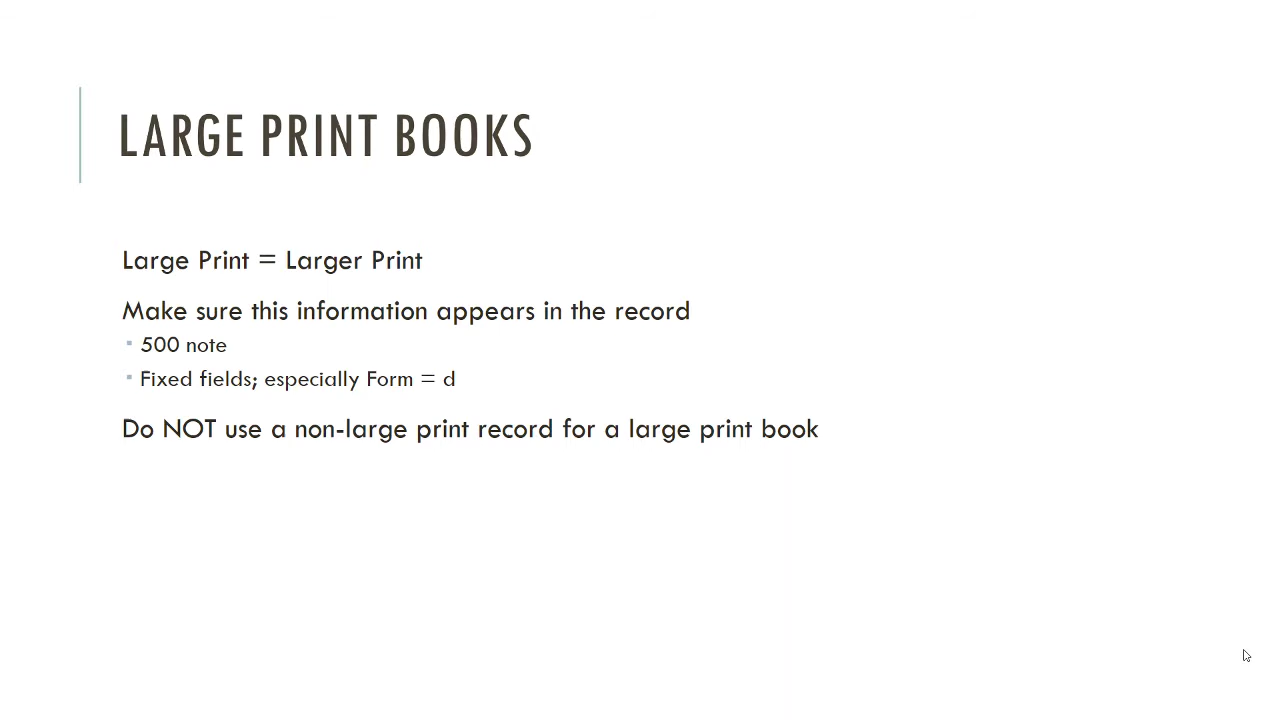 LARGE PRINT BOOKS
Large Print = Larger Print
Make sure this information appears in the record
500 note
Fixed fields; especially Form = d
Do NOT use a non-large print record for a large print book